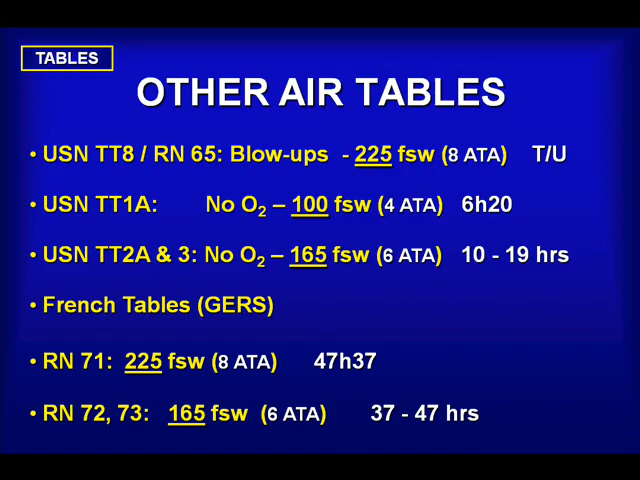 TABLES
OTHER AIR TABLES
• USN TT8 / RN 65: Blow-ups - 225 fsw (8 ATA) T/U
• USN TT1A: No O₂ – 100 fsw (4 ATA) 6h20
• USN TT2A & 3: No O₂ – 165 fsw (6 ATA) 10 - 19 hrs
• French Tables (GERS)
• RN 71: 225 fsw (8 ATA) 47h37
• RN 72, 73: 165 fsw (6 ATA) 37 - 47 hrs